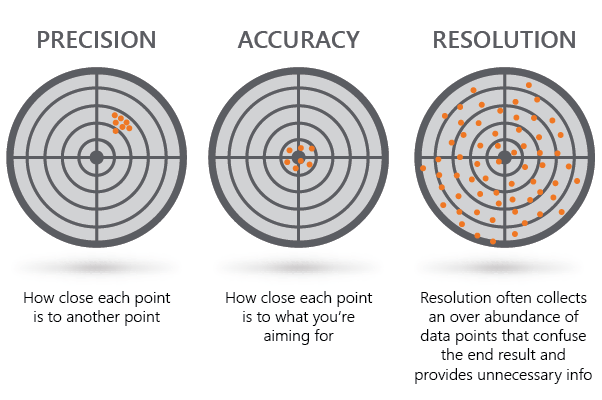 PRECISION
ACCURACY
RESOLUTION
How close each point
is to another point
How close each point
is to what you’re
aiming for
Resolution often collects
an over abundance of
data points that confuse
the end result and
provides unnecessary info